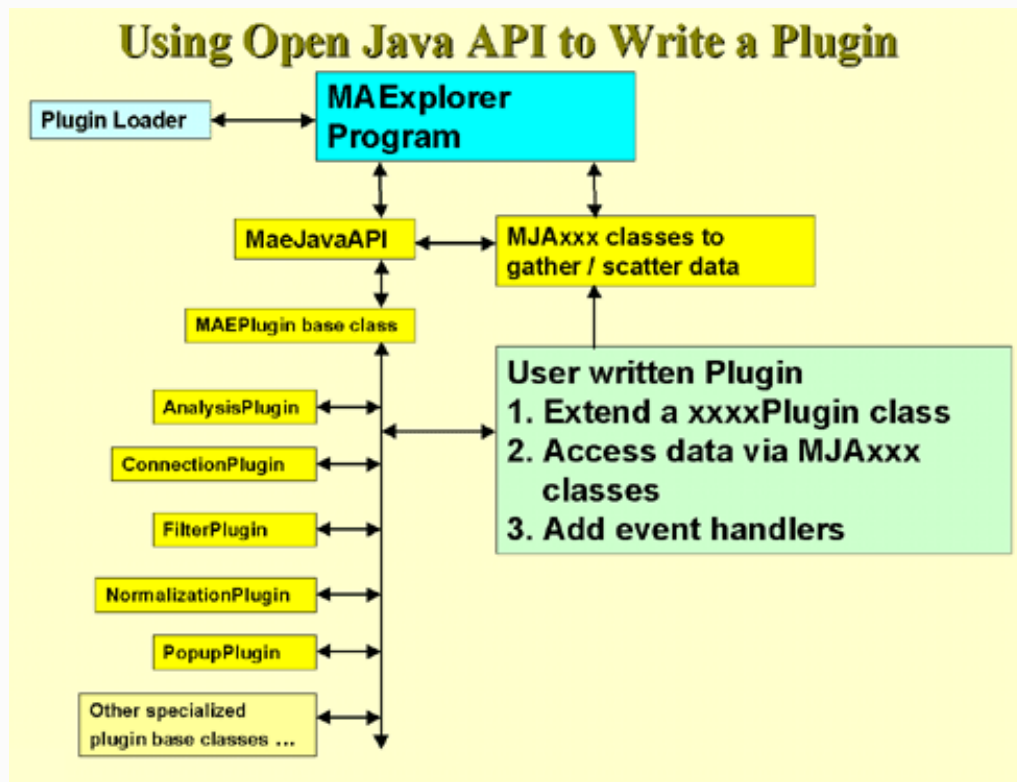 Using Open Java API to Write a Plugin
Plugin Loader
MAExplorer
Program
MaeJavaAPI
MJAxxx classes to
gather / scatter data
MAEPlugin base class
User written Plugin
1. Extend a xxxxPlugin class
2. Access data via MJAxxx
classes
3. Add event handlers
AnalysisPlugin
ConnectionPlugin
FilterPlugin
NormalizationPlugin
PopupPlugin
Other specialized
plugin base classes ...